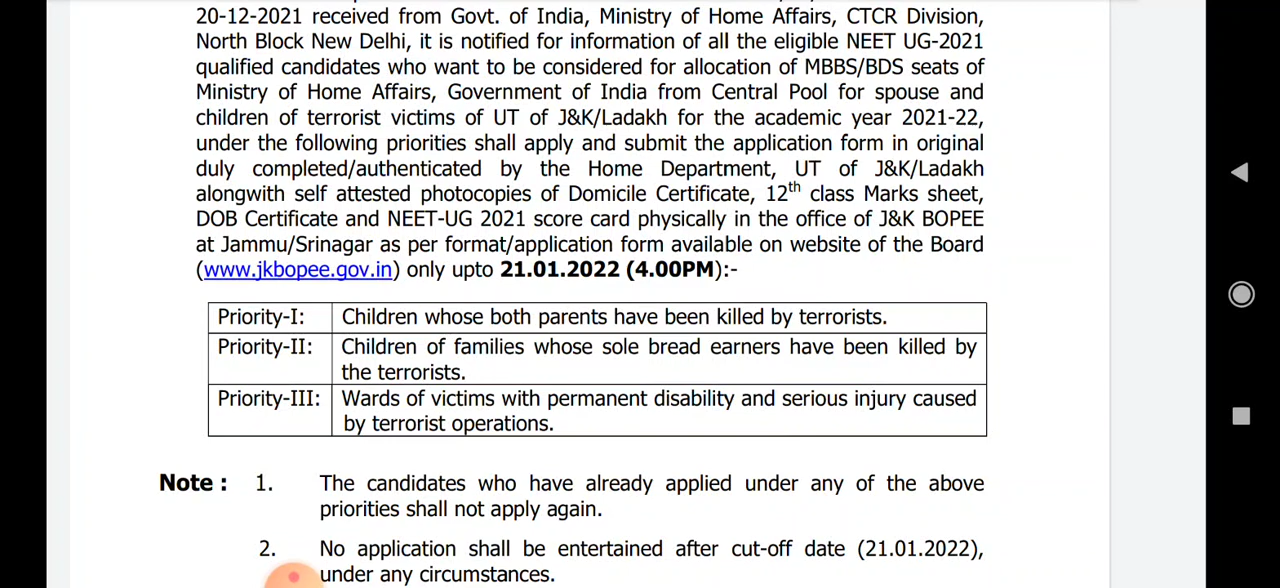 20-12-2021 received from Govt. of India, Ministry of Home Affairs, CTCR Division,
North Block New Delhi, it is notified for information of all the eligible NEET UG-2021
qualified candidates who want to be considered for allocation of MBBS/BDS seats of
Ministry of Home Affairs, Government of India from Central Pool for spouse and
children of terrorist victims of UT of J&K/Ladakh for the academic year 2021-22,
under the following priorities shall apply and submit the application form in original
duly completed/authenticated by the Home Department, UT of J&K/Ladakh
alongwith self attested photocopies of Domicile Certificate, 12th class Marks sheet,
DOB Certificate and NEET-UG 2021 score card physically in the office of J&K BOPEE
at Jammu/Srinagar as per format/application form available on website of the Board
(www.jkbopee.gov.in) only upto 21.01.2022 (4.00PM):-
Priority-I: Children whose both parents have been killed by terrorists.
Priority-II: Children of families whose sole bread earners have been killed by
the terrorists.
Priority-III: Wards of victims with permanent disability and serious injury caused
by terrorist operations.
Note : 1. The candidates who have already applied under any of the above
priorities shall not apply again.
2. No application shall be entertained after cut-off date (21.01.2022),
under any circumstances.